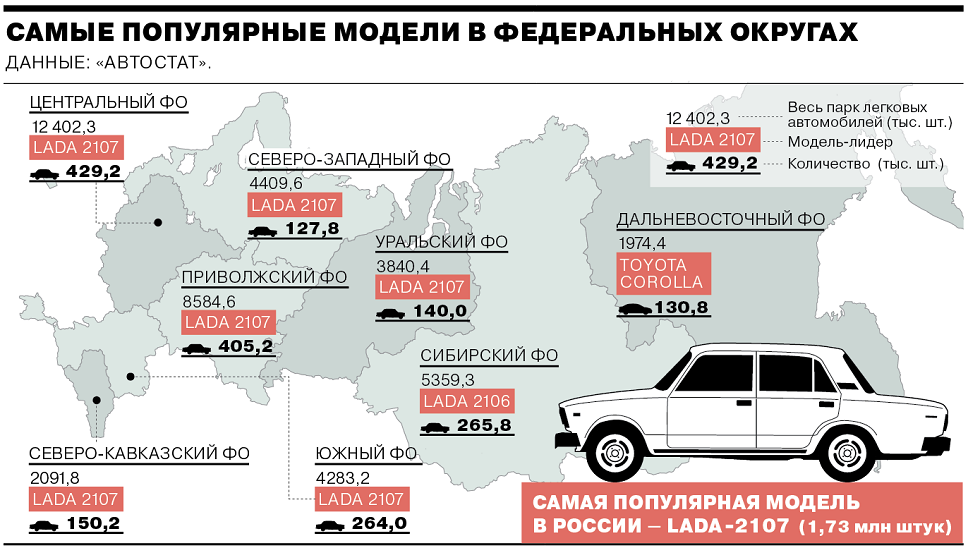 САМЫЕ ПОПУЛЯРНЫЕ МОДЕЛИ В ФЕДЕРАЛЬНЫХ ОКРУГАХ
ДАННЫЕ: «АВТОСТАТ».
ЦЕНТРАЛЬНЫЙ ФО
12 402,3
LADA 2107
429,2
СЕВЕРО-ЗАПАДНЫЙ ФО
4409,6
LADA 2107
127,8
12 402,3
Весь парк легковых
автомобилей (тыс. шт.)
LADA 2107
Модель-лидер
429,2
Количество (тыс. шт.)
УРАЛЬСКИЙ ФО
3840,4
LADA 2107
140,0
ДАЛЬНЕВОСТОЧНЫЙ ФО
1974,4
TOYOTA
COROLLA
130,8
ПРИВОЛЖСКИЙ ФО
8584,6
LADA 2107
405,2
СИБИРСКИЙ ФО
5359,3
LADA 2106
265,8
СЕВЕРО-КАВКАЗСКИЙ ФО
2091,8
LADA 2107
150,2
ЮЖНЫЙ ФО
4283,2
LADA 2107
264,0
САМАЯ ПОПУЛЯРНАЯ МОДЕЛЬ
В РОССИИ – LADA-2107 (1,73 млн штук)